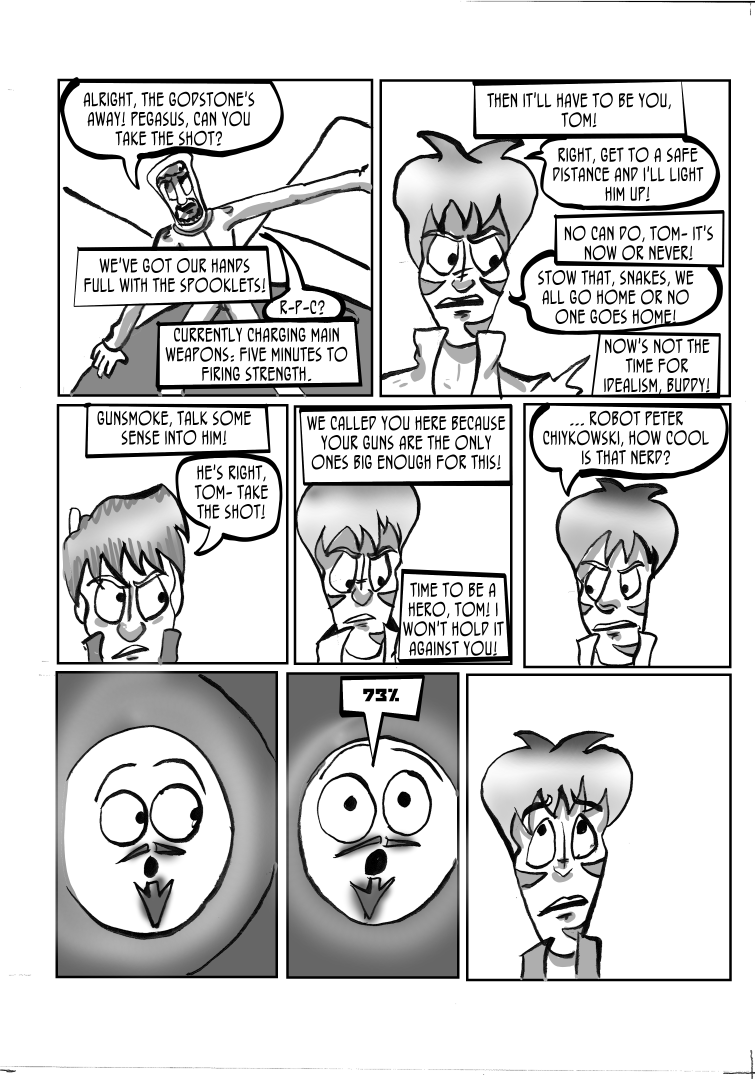 ALRIGHT, THE GODSTONE'S
AWAY! PEGASUS, CAN YOU
TAKE THE SHOT?
WE'VE GOT OUR HANDS
FULL WITH THE SPOOKLETS!
R-P-C?
CURRENTLY CHARGING MAIN
WEAPONS: FIVE MINUTES TO
FIRING STRENGTH.
THEN IT'LL HAVE TO BE YOU,
TOM!
RIGHT, GET TO A SAFE
DISTANCE AND I'LL LIGHT
HIM UP!
NO CAN DO, TOM- IT'S
NOW OR NEVER!
STOW THAT, SNAKES, WE
ALL GO HOME OR NO
ONE GOES HOME!
NOW'S NOT THE
TIME FOR
IDEALISM, BUDDY!
GUNSMOKE, TALK SOME
SENSE INTO HIM!
HE'S RIGHT,
TOM- TAKE
THE SHOT!
WE CALLED YOU HERE BECAUSE
YOUR GUNS ARE THE ONLY
ONES BIG ENOUGH FOR THIS!
TIME TO BE A
HERO, TOM! I
WON'T HOLD IT
AGAINST YOU!
... ROBOT PETER
CHIYKOWSKI, HOW COOL
IS THAT NERD?
73%